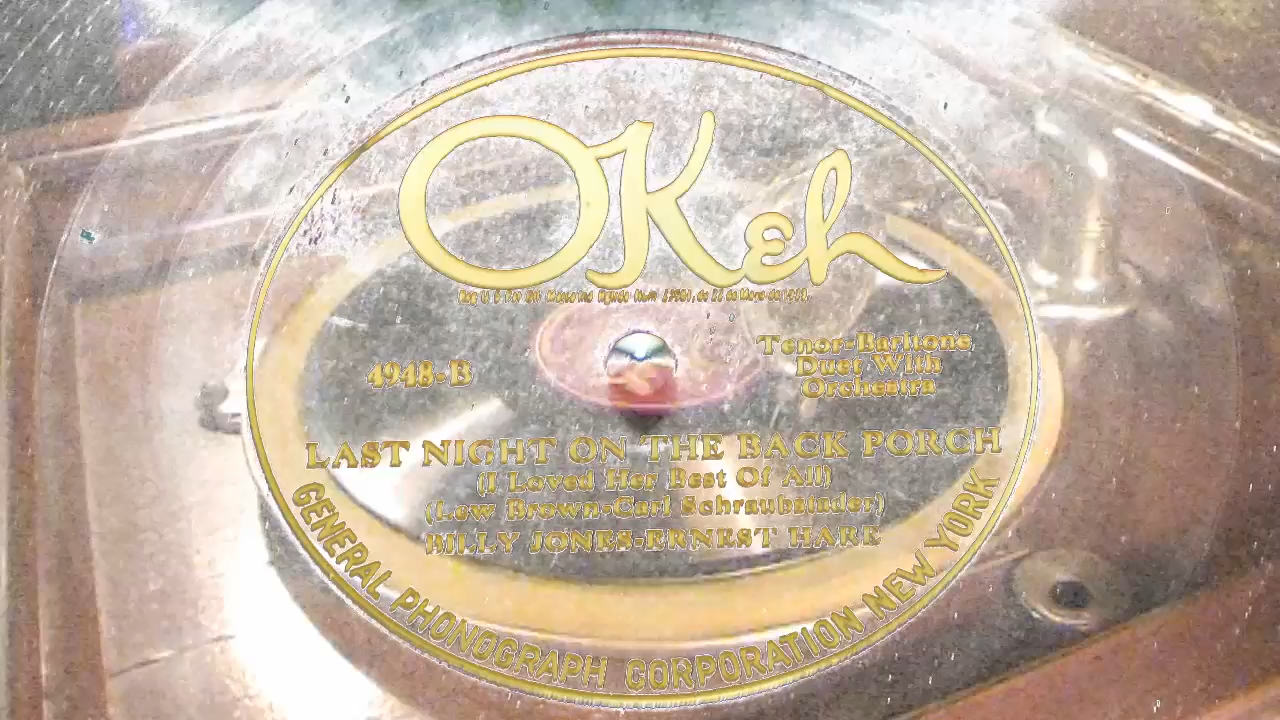 OKeh
4948-B
Tenor-Baritone
Duet With
Orchestra
LAST NIGHT ON THE BACK PORCH
(I Loved Her Best Of All)
(Lew Brown-Carl Schraubstader)
BILLY JONES-ERNEST HARE
GENERAL PHONOGRAPH CORPORATION NEW YORK